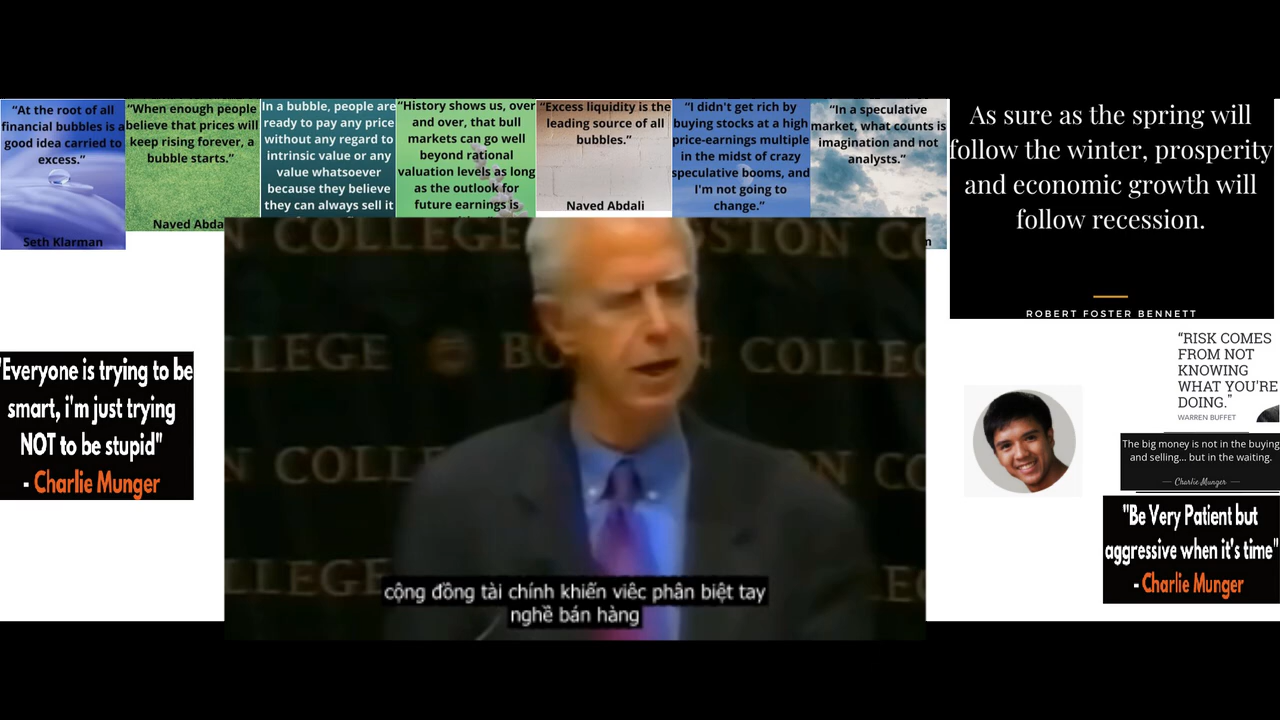 “At the root of all
financial bubbles is a
good idea carried to
excess.”
Seth Klarman
“When enough people
believe that prices will
keep rising forever, a
bubble starts.”
Naved Abda
In a bubble, people are
ready to pay any price
without any regard to
intrinsic value or any
value whatsoever
because they believe
they can always sell it
“History shows us, over
and over, that bull
markets can go well
beyond rational
valuation levels as long
as the outlook for
future earnings is
“Excess liquidity is the
leading source of all
bubbles.”
Naved Abdali
“I didn't get rich by
buying stocks at a high
price-earnings multiple
in the midst of crazy
speculative booms, and
I'm not going to
change.”
“In a speculative
market, what counts is
imagination and not
analysts.”
m
As sure as the spring will
follow the winter, prosperity
and economic growth will
follow recession.
ROBERT FOSTER BENNETT
N COLLEGE BOSTON CO
LLEGE BO N COLLEG
N COLLE ON CO
LLEGE EG
"Everyone is trying to be
smart, i'm just trying
NOT to be stupid"
- Charlie Munger
“RISK COMES
FROM NOT
KNOWING
WHAT YOU'RE
DOING.”
WARREN BUFFET
The big money is not in the buying
and selling... but in the waiting.
— Charlie Munger —
"Be Very Patient but
aggressive when it's time"
- Charlie Munger
cộng đồng tài chính khiến việc phân biệt tay
nghề bán hàng